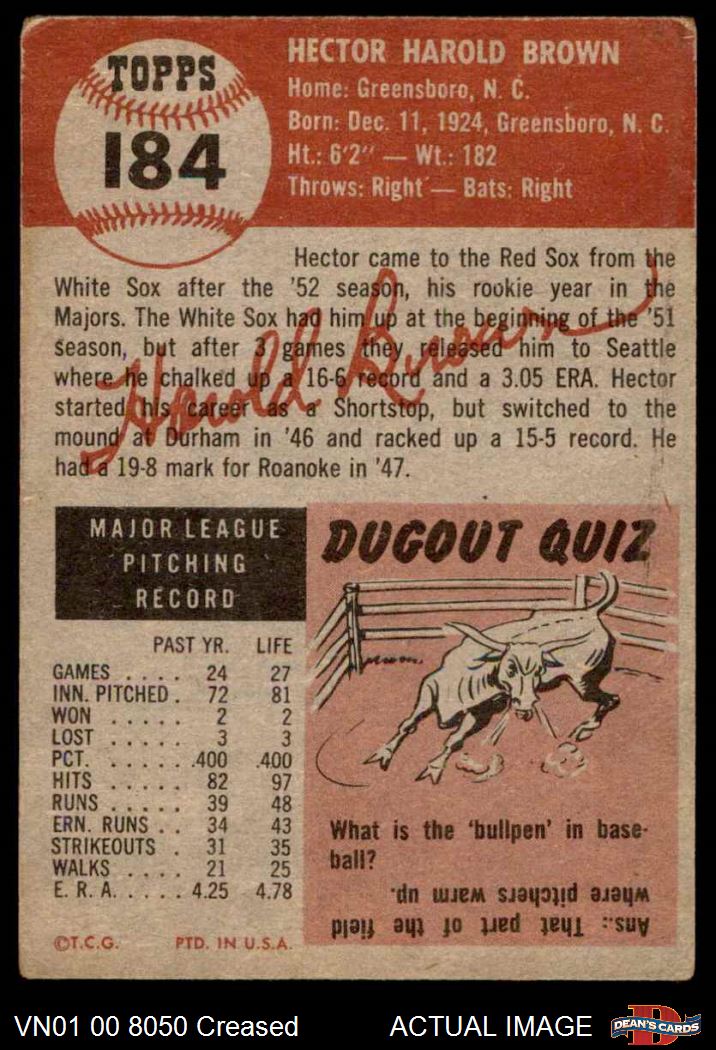 TOPPS
184
HECTOR HAROLD BROWN
Home: Greensboro, N. C.
Born: Dec. 11, 1924, Greensboro, N. C.
Ht.: 6'2" — Wt.: 182
Throws: Right — Bats: Right
Hector came to the Red Sox from the
White Sox after the '52 season, his rookie year in the
Majors. The White Sox had him up at the beginning of the '51
season, but after 3 games they released him to Seattle
where he chalked up a 16-6 record and a 3.05 ERA. Hector
started his career as a Shortstop, but switched to the
mound at Durham in '46 and racked up a 15-5 record. He
had a 19-8 mark for Roanoke in '47.
Harold Brown
MAJOR LEAGUE
PITCHING
RECORD
PAST YR. LIFE
GAMES . . . . 24 27
INN. PITCHED . 72 81
WON . . . . . 2 2
LOST . . . . . 3 3
PCT. . . . . . .400 .400
HITS . . . . . 82 97
RUNS . . . . . 39 48
ERN. RUNS . . 34 43
STRIKEOUTS . 31 35
WALKS . . . . 21 25
E. R. A. . . . . 4.25 4.78
©T.C.G. PTD. IN U.S.A.
DUGOUT QUIZ
What is the 'bullpen' in base-
ball?
Ans.: That part of the field
where pitchers warm up.
VN01 00 8050 Creased
ACTUAL IMAGE
DEAN'S CARDS